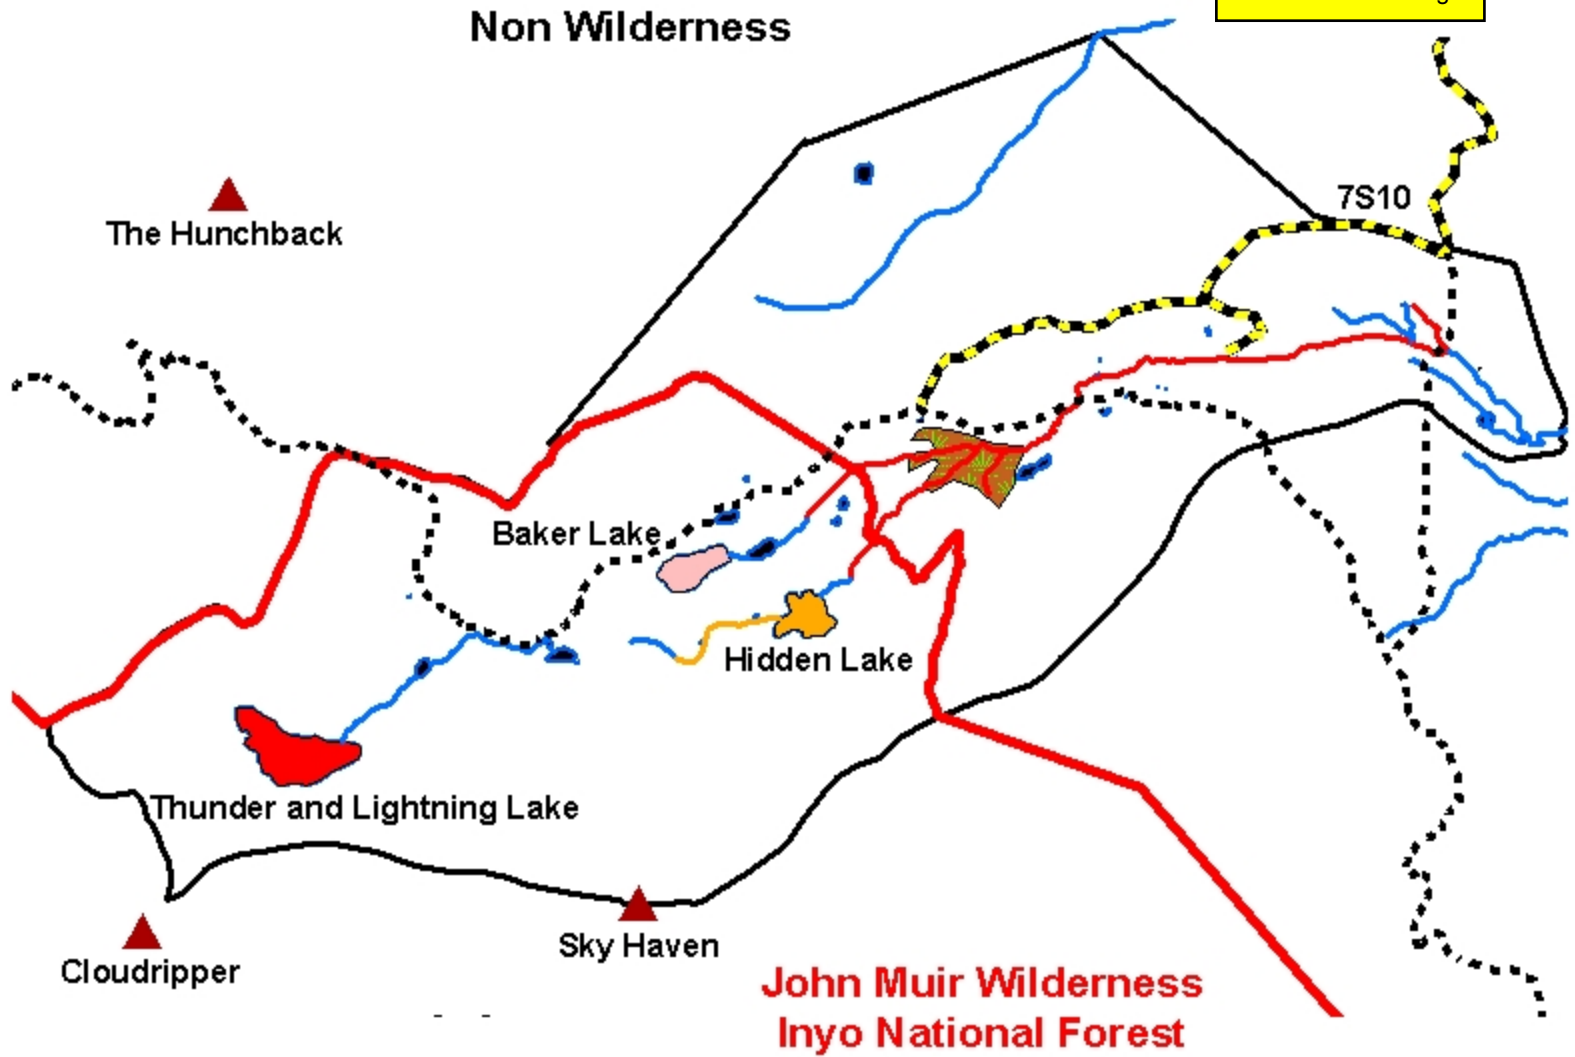 Non Wilderness
7S10
The Hunchback
Baker Lake
Hidden Lake
Thunder and Lightning Lake
Sky Haven
Cloudripper
John Muir Wilderness
Inyo National Forest